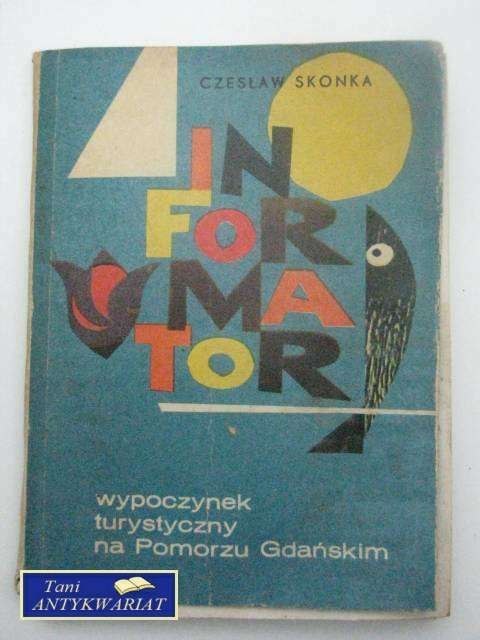 CZESŁAW SKONKA
IN
FOR
MA
TOR
wypoczynek
turystyczny
na Pomorzu Gdańskim
Tani
ANTYKWARIAT